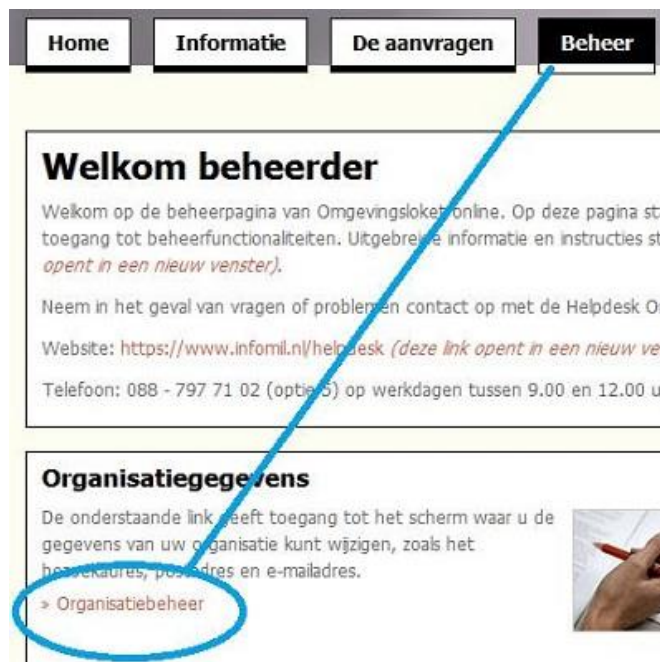 Home Informatie De aanvragen Beheer
Welkom beheerder
Welkom op de beheerpagina van Omgevingsloket online. Op deze pagina
toegang tot beheerfunctionaliteiten. Uitgebreide informatie en instructies
opent in een nieuw venster).
Neem in het geval van vragen of problemen contact op met de Helpdesk
Website: https://www.infomil.nl/helpdesk (deze link opent in een nieuw
Telefoon: 088 - 797 71 02 (optie 5) op werkdagen tussen 9.00 en 12.00
Organisatiegegevens
De onderstaande link geeft toegang tot het scherm waar u de
gegevens van uw organisatie kunt wijzigen, zoals het
bezoekadres, postadres en e-mailadres.
» Organisatiebeheer